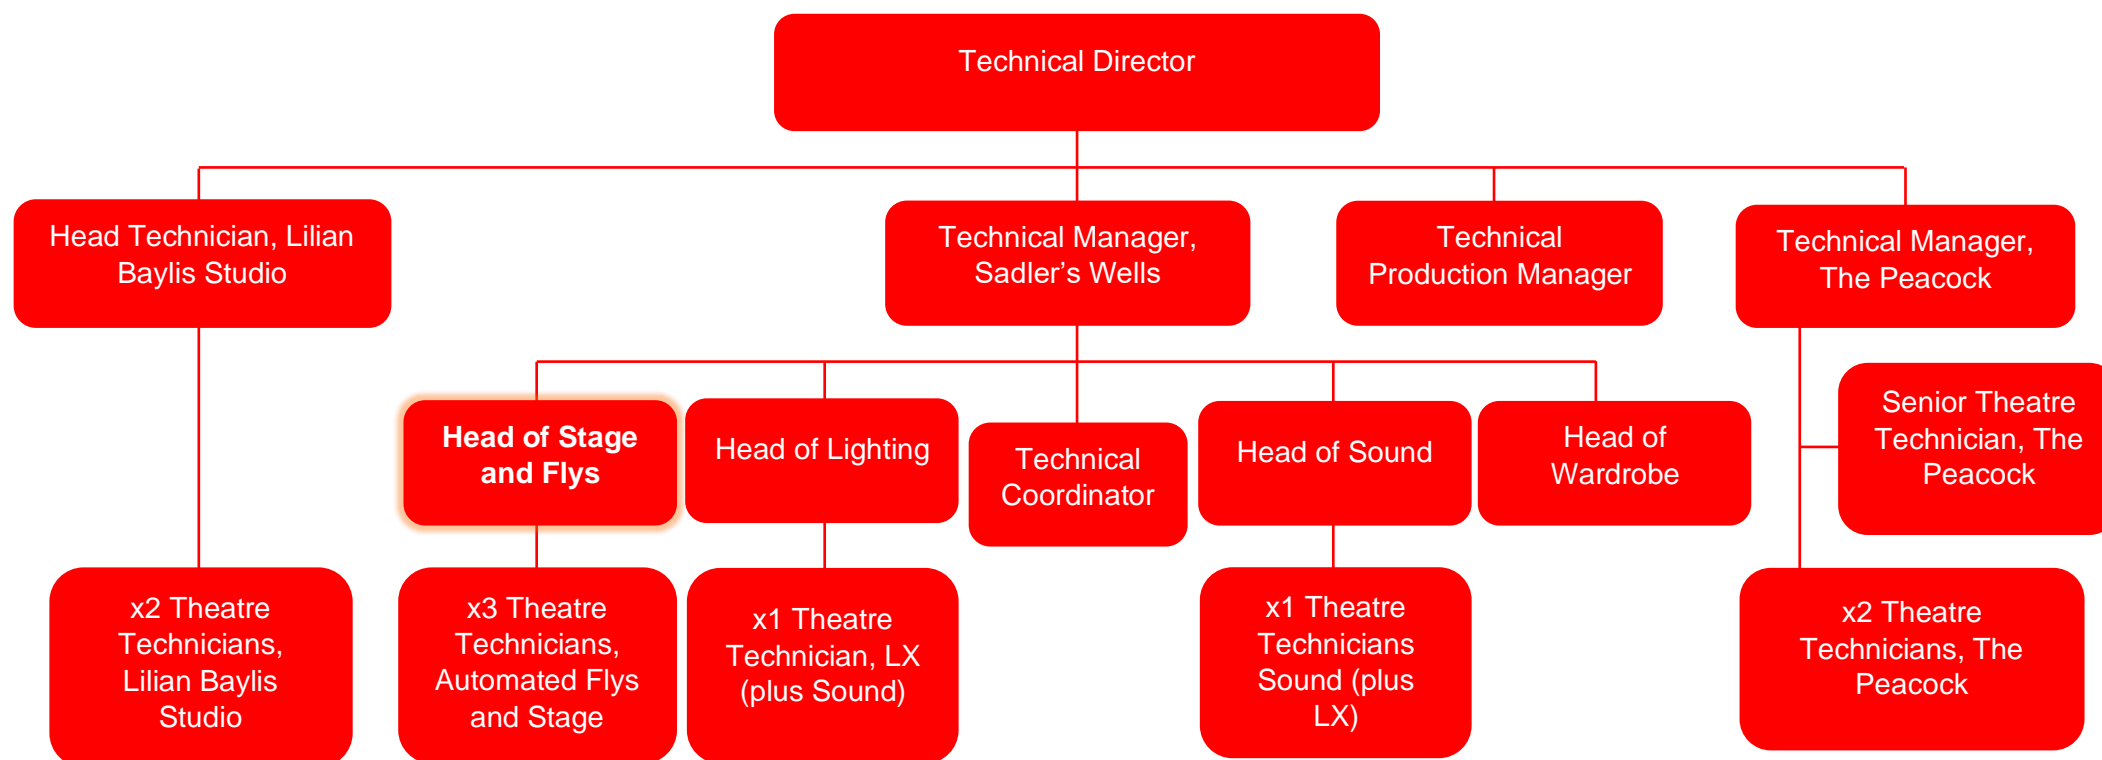 Technical Director
Head Technician, Lilian
Baylis Studio
Technical Manager,
Sadler’s Wells
Technical
Production Manager
Technical Manager,
The Peacock
Head of Stage
and Flys
Head of Lighting
Technical
Coordinator
Head of Sound
Head of
Wardrobe
Senior Theatre
Technician, The
Peacock
x2 Theatre
Technicians,
Lilian Baylis
Studio
x3 Theatre
Technicians,
Automated Flys
and Stage
x1 Theatre
Technician, LX
(plus Sound)
x1 Theatre
Technicians
Sound (plus
LX)
x2 Theatre
Technicians, The
Peacock